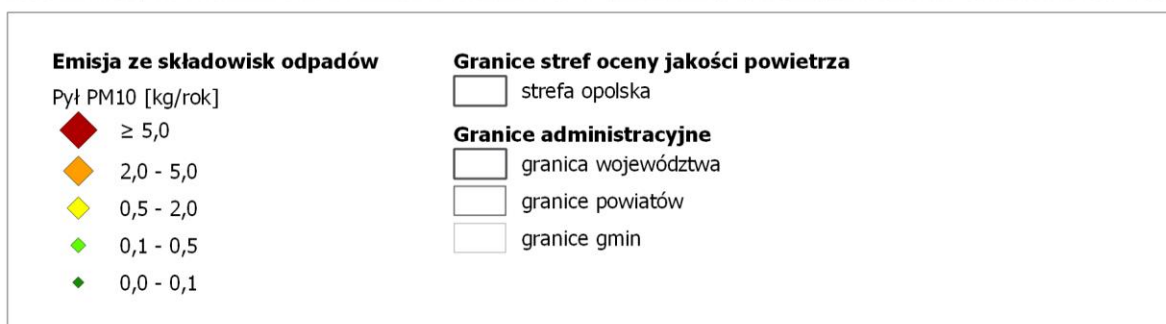 Emisja ze składowisk odpadów
Pył PM10 [kg/rok]
≥ 5,0
2,0 - 5,0
0,5 - 2,0
0,1 - 0,5
0,0 - 0,1
Granice stref oceny jakości powietrza
strefa opolska
Granice administracyjne
granica województwa
granice powiatów
granice gmin